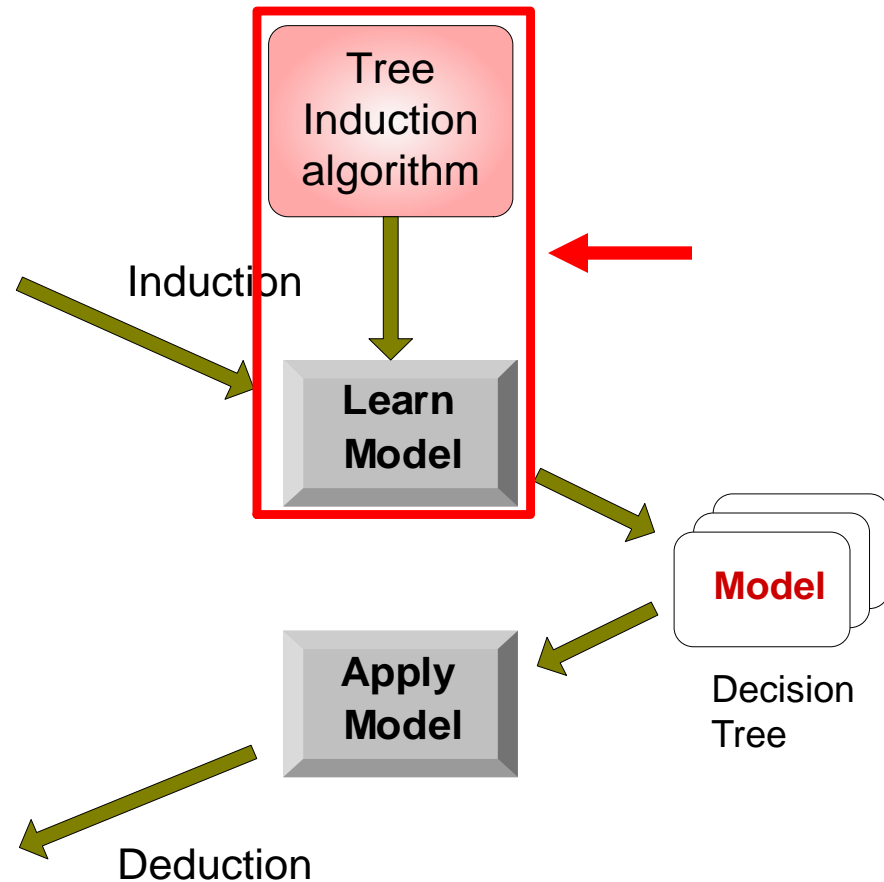 Tree
Induction
algorithm
Induction
Learn
Model
Model
Decision
Tree
Apply
Model
Deduction